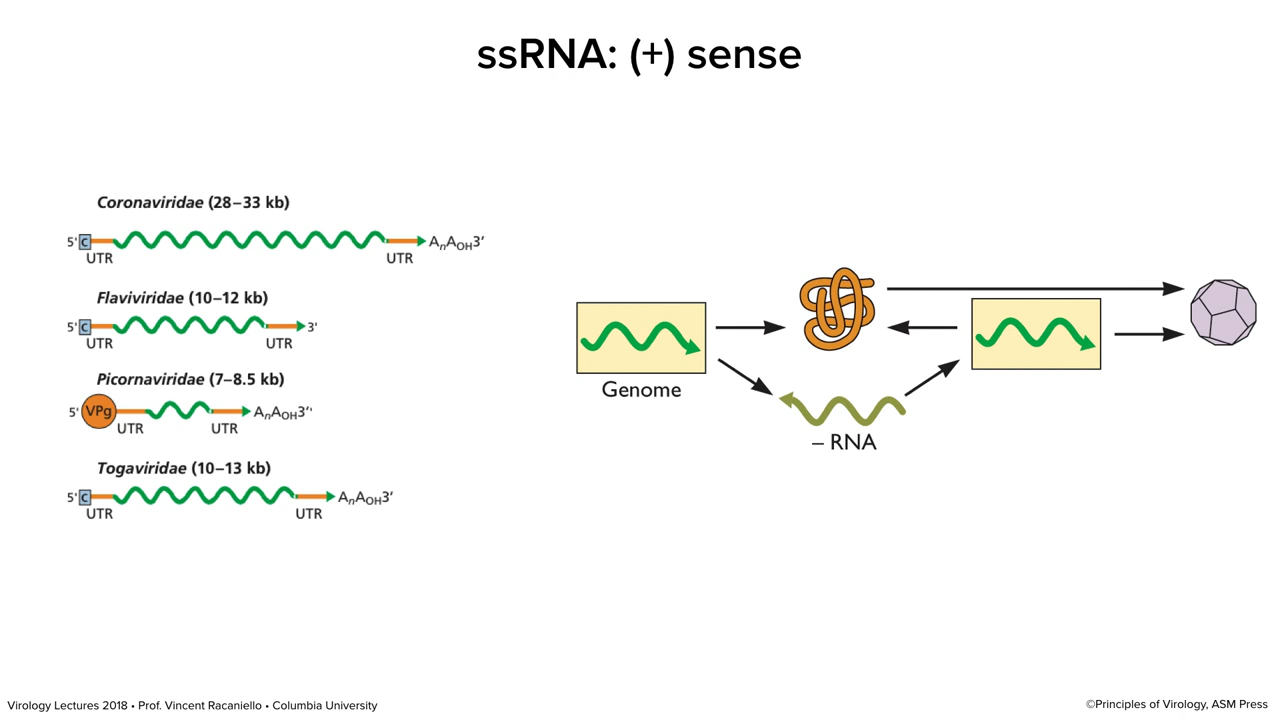 ssRNA: (+) sense
Coronaviridae (28–33 kb)
5' C AnAOH3'
UTR UTR
Flaviviridae (10–12 kb)
5' C 3'
UTR UTR
Picornaviridae (7–8.5 kb)
5' VPg AnAOH3''
UTR UTR
Togaviridae (10–13 kb)
5' C AnAOH3'
UTR UTR
Genome
– RNA
Virology Lectures 2018 • Prof. Vincent Racaniello • Columbia University
©Principles of Virology, ASM Press